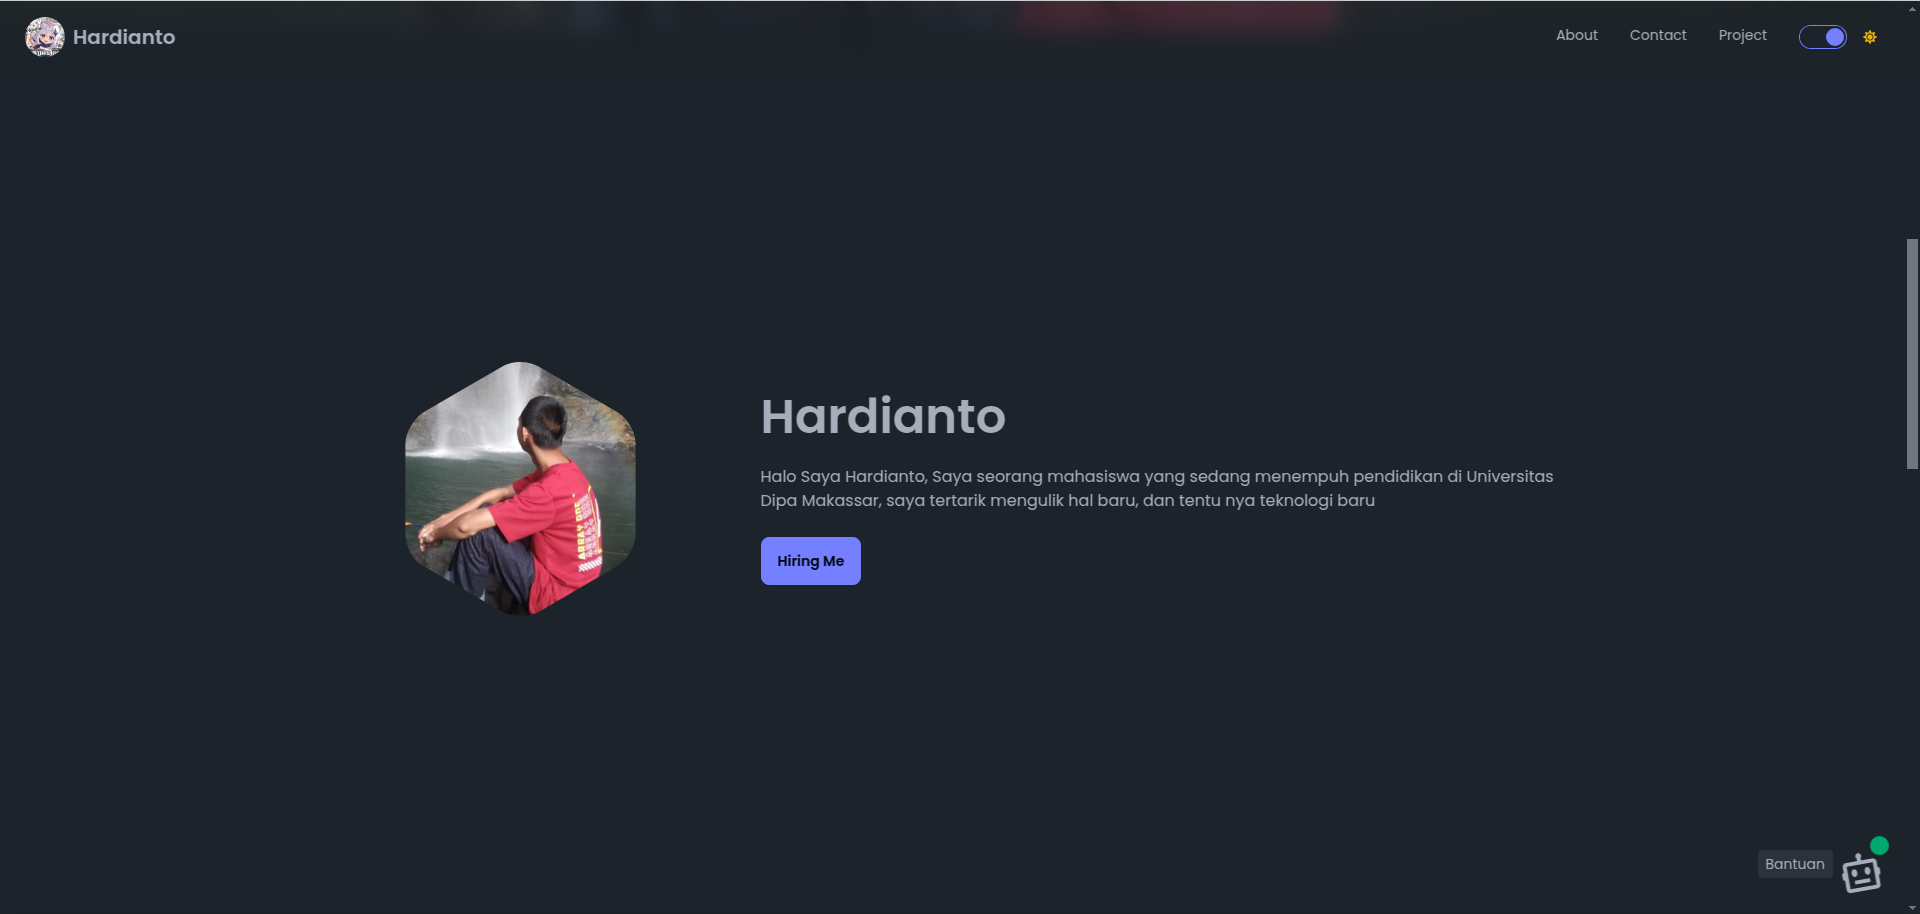 Hardianto
About
Contact
Project
Hardianto
Halo Saya Hardianto, Saya seorang mahasiswa yang sedang menempuh pendidikan di Universitas
Dipa Makassar, saya tertarik mengulik hal baru, dan tentu nya teknologi baru
Hiring Me
Bantuan